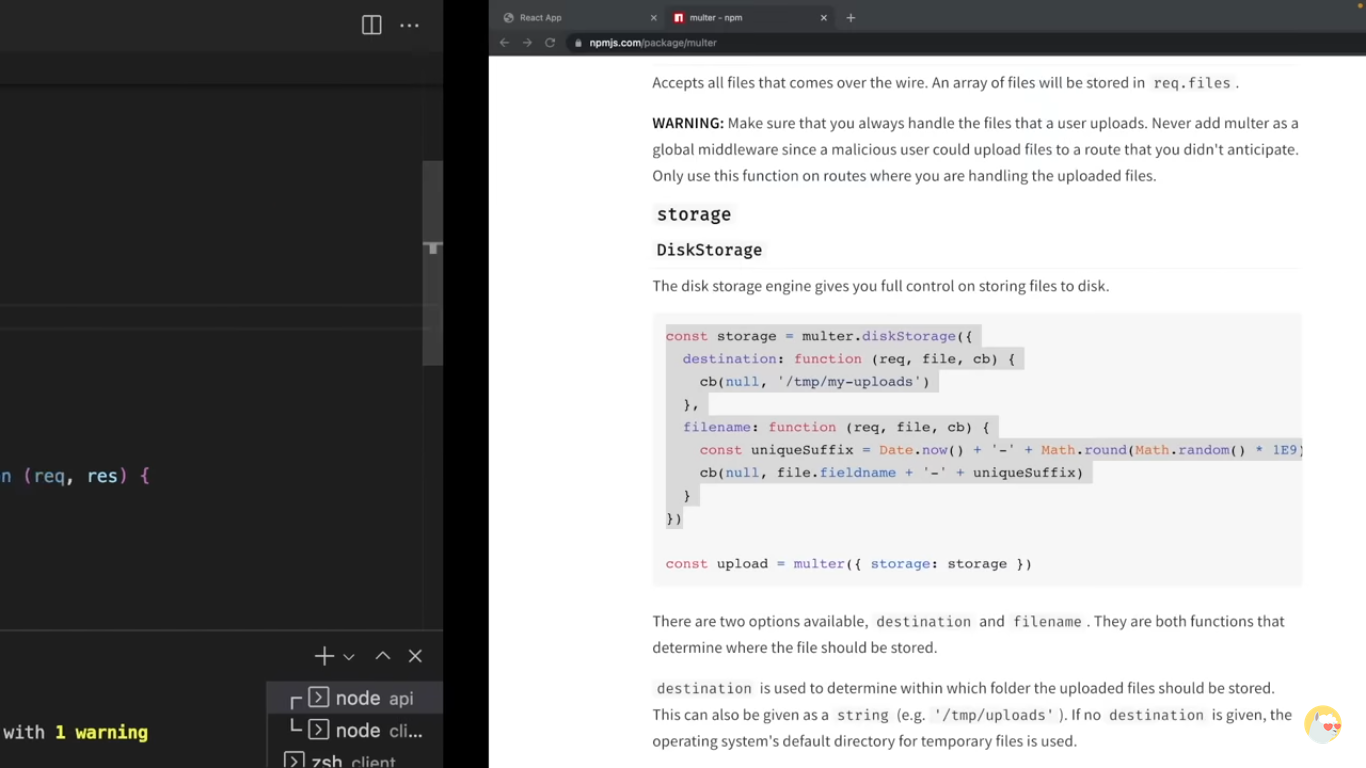 n (req, res) {
with 1 warning
node api
node cli...
zsh client
React App
multer - npm
npmjs.com/package/multer
Accepts all files that comes over the wire. An array of files will be stored in req.files.
WARNING: Make sure that you always handle the files that a user uploads. Never add multer as a
global middleware since a malicious user could upload files to a route that you didn't anticipate.
Only use this function on routes where you are handling the uploaded files.
storage
DiskStorage
The disk storage engine gives you full control on storing files to disk.
const storage = multer.diskStorage({
destination: function (req, file, cb) {
cb(null, '/tmp/my-uploads')
},
filename: function (req, file, cb) {
const uniqueSuffix = Date.now() + '-' + Math.round(Math.random() * 1E9)
cb(null, file.fieldname + '-' + uniqueSuffix)
}
})
const upload = multer({ storage: storage })
There are two options available, destination and filename. They are both functions that
determine where the file should be stored.
destination is used to determine within which folder the uploaded files should be stored.
This can also be given as a string (e.g. '/tmp/uploads'). If no destination is given, the
operating system's default directory for temporary files is used.